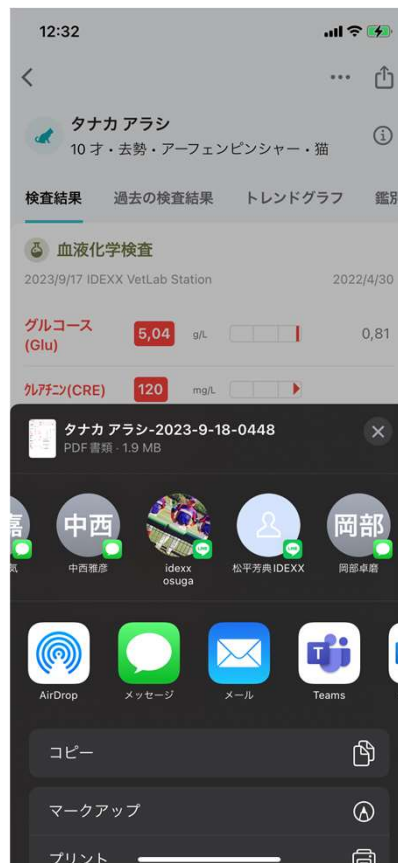 12:32
タナカ アラシ
10 才・去勢・アーフェンピンシャー・猫
検査結果 過去の検査結果 トレンドグラフ 鑑別
血液化学検査
2023/9/17 IDEXX VetLab Station 2022/4/30
グルコース
(Glu) 5,04 g/L 0,81
クレアチニン(CRE) 120 mg/L
タナカ アラシ-2023-9-18-0448
PDF書類・1.9 MB
嘉 中西 岡部
気 中西雅彦 idexx
osuga 松平芳典IDEXX 岡部卓磨
AirDrop メッセージ メール Teams
コピー
マークアップ
プリント